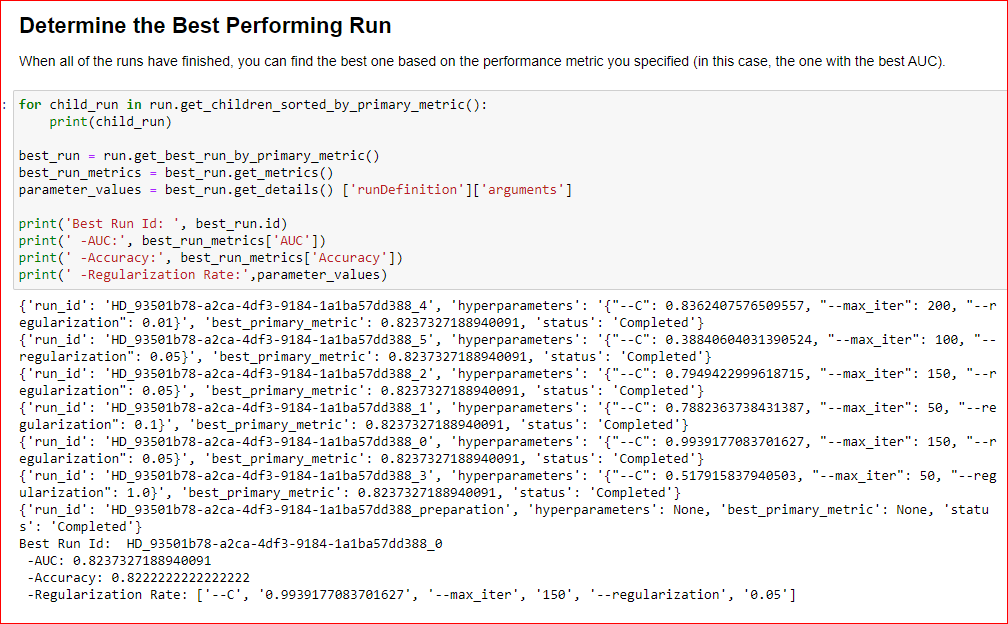 Determine the Best Performing Run
When all of the runs have finished, you can find the best one based on the performance metric you specified (in this case, the one with the best AUC).
: for child_run in run.get_children_sorted_by_primary_metric():
    print(child_run)
best_run = run.get_best_run_by_primary_metric()
best_run_metrics = best_run.get_metrics()
parameter_values = best_run.get_details() ['runDefinition']['arguments']
print('Best Run Id: ', best_run.id)
print(' -AUC:', best_run_metrics['AUC'])
print(' -Accuracy:', best_run_metrics['Accuracy'])
print(' -Regularization Rate:',parameter_values)
{'run_id': 'HD_93501b78-a2ca-4df3-9184-1a1ba57dd388_4', 'hyperparameters': '{"--C": 0.8362407576509557, "--max_iter": 200, "--r
egularization": 0.01}', 'best_primary_metric': 0.8237327188940091, 'status': 'Completed'}
{'run_id': 'HD_93501b78-a2ca-4df3-9184-1a1ba57dd388_5', 'hyperparameters': '{"--C": 0.38840604031390524, "--max_iter": 100, "--
regularization": 0.05}', 'best_primary_metric': 0.8237327188940091, 'status': 'Completed'}
{'run_id': 'HD_93501b78-a2ca-4df3-9184-1a1ba57dd388_2', 'hyperparameters': '{"--C": 0.7949422999618715, "--max_iter": 150, "--r
egularization": 0.05}', 'best_primary_metric': 0.8237327188940091, 'status': 'Completed'}
{'run_id': 'HD_93501b78-a2ca-4df3-9184-1a1ba57dd388_1', 'hyperparameters': '{"--C": 0.7882363738431387, "--max_iter": 50, "--re
gularization": 0.1}', 'best_primary_metric': 0.8237327188940091, 'status': 'Completed'}
{'run_id': 'HD_93501b78-a2ca-4df3-9184-1a1ba57dd388_0', 'hyperparameters': '{"--C": 0.9939177083701627, "--max_iter": 150, "--r
egularization": 0.05}', 'best_primary_metric': 0.8237327188940091, 'status': 'Completed'}
{'run_id': 'HD_93501b78-a2ca-4df3-9184-1a1ba57dd388_3', 'hyperparameters': '{"--C": 0.517915837940503, "--max_iter": 50, "--reg
ularization": 1.0}', 'best_primary_metric': 0.8237327188940091, 'status': 'Completed'}
{'run_id': 'HD_93501b78-a2ca-4df3-9184-1a1ba57dd388_preparation', 'hyperparameters': None, 'best_primary_metric': None, 'statu
s': 'Completed'}
Best Run Id:  HD_93501b78-a2ca-4df3-9184-1a1ba57dd388_0
 -AUC: 0.8237327188940091
 -Accuracy: 0.8222222222222222
 -Regularization Rate: ['--C', '0.9939177083701627', '--max_iter', '150', '--regularization', '0.05']